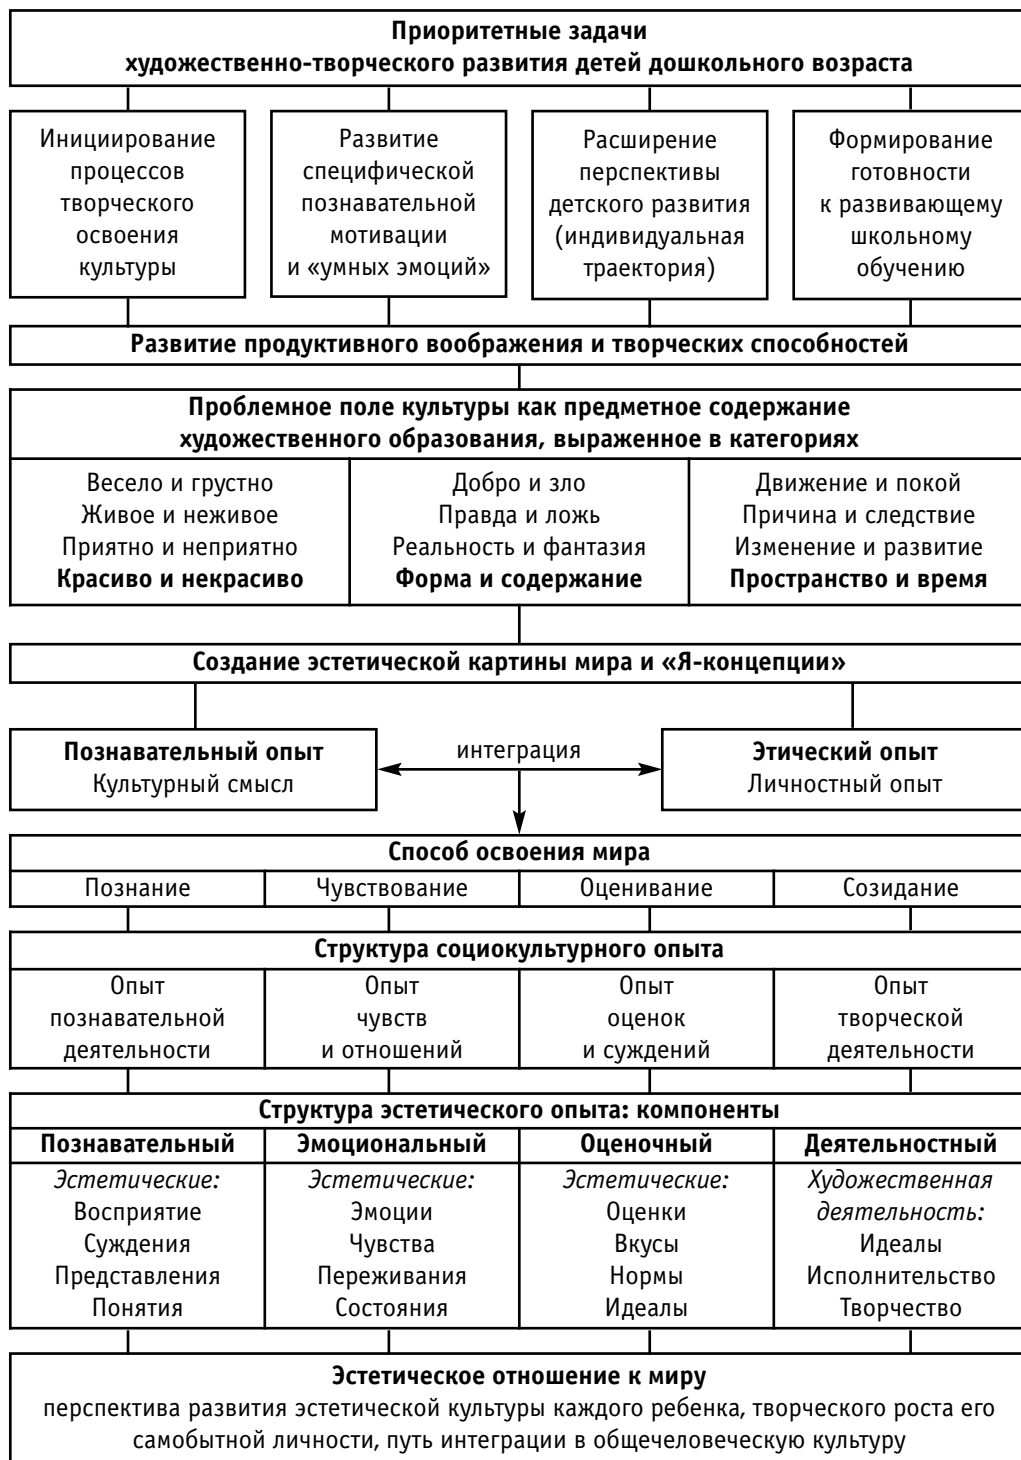 Приоритетные задачи
художественно-творческого развития детей дошкольного возраста
Инициирование
процессов
творческого
освоения
культуры
Развитие
специфической
познавательной
мотивации
и «умных эмоций»
Расширение
перспективы
детского развития
(индивидуальная
траектория)
Формирование
готовности
к развивающему
школьному
обучению
Развитие продуктивного воображения и творческих способностей
Проблемное поле культуры как предметное содержание
художественного образования, выраженное в категориях
Весело и грустно
Живое и неживое
Приятно и неприятно
Красиво и некрасиво
Добро и зло
Правда и ложь
Реальность и фантазия
Форма и содержание
Движение и покой
Причина и следствие
Изменение и развитие
Пространство и время
Создание эстетической картины мира и «Я-концепции»
Познавательный опыт
Культурный смысл
интеграция
Этический опыт
Личностный опыт
Способ освоения мира
Познание
Чувствование
Оценивание
Созидание
Структура социокультурного опыта
Опыт
познавательной
деятельности
Опыт
чувств
и отношений
Опыт
оценок
и суждений
Опыт
творческой
деятельности
Структура эстетического опыта: компоненты
Познавательный
Эмоциональный
Оценочный
Деятельностный
Эстетические:
Восприятие
Суждения
Представления
Понятия
Эстетические:
Эмоции
Чувства
Переживания
Состояния
Эстетические:
Оценки
Вкусы
Нормы
Идеалы
Художественная
деятельность:
Идеалы
Исполнительство
Творчество
Эстетическое отношение к миру
перспектива развития эстетической культуры каждого ребенка, творческого роста его
самобытной личности, путь интеграции в общечеловеческую культуру